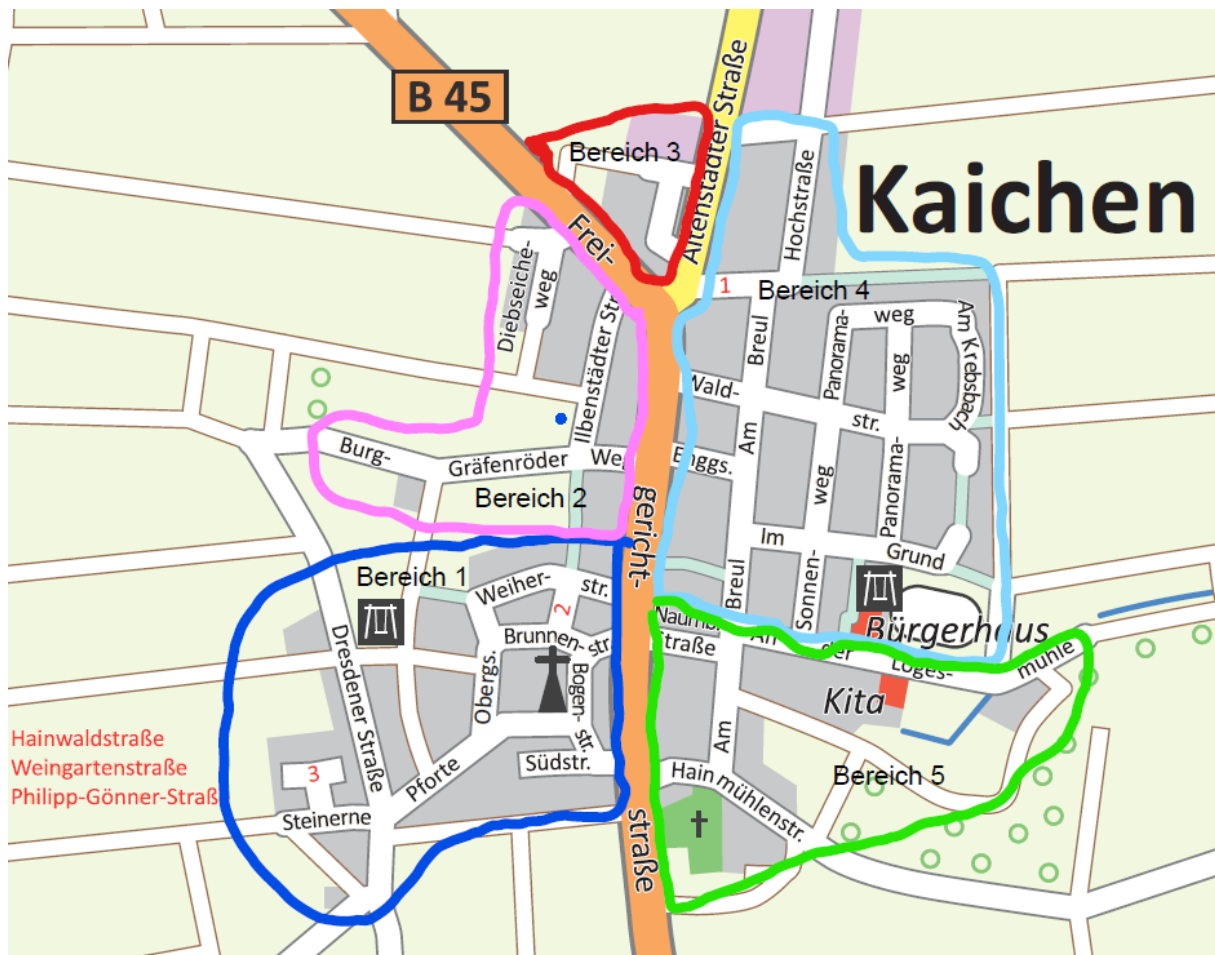 B 45
Bereich 3
Altenstädter Straße
Hochstraße
Kaichen
Frei-
Diebseiche-
weg
Ilbenstädter Str.
1
Bereich 4
weg
Panorama-
weg
Am Krebsbach
Breul
Wald-
str.
Am
Burg-
Gräfenröder
Weg
Enggs.
Bereich 2
weg
Panorama-
gericht-
Im
Grund
Breul
Sonnen-
Bereich 1
Weiher-
str.
2
Brunnen-
str.
Naumb.
Straße
An
der
Loges-
mühle
Bürgerhaus
Dresdener Straße
Obergs.
Bogen-
str.
Kita
Hainwaldstraße
Weingartenstraße
Philipp-Gönner-Straß
3
Pforte
Südstr.
Am
Hain
mühlenstr.
Bereich 5
Steinerne
straße